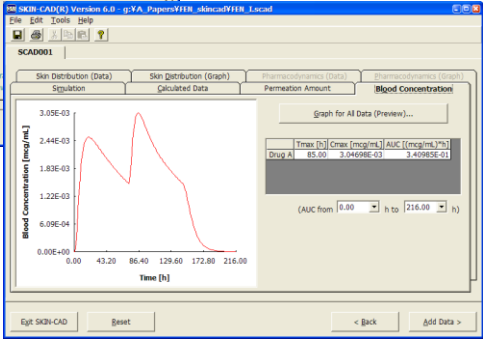 SKIN-CAD(R) Version 6.0 - g:¥A_Papers¥FEN_skincad¥FEN_L.scad
File Edit Tools Help
SCAD001
Skin Distribution (Data) Skin Distribution (Graph) Pharmacodynamics (Data) Pharmacodynamics (Graph)
Simulation Calculated Data Permeation Amount Blood Concentration
Graph for All Data (Preview)...
Blood Concentration [mcg/mL]
3.05E-03
2.44E-03
1.83E-03
1.22E-03
6.09E-04
0.00E+00
0.00 43.20 86.40 129.60 172.80 216.00
Time [h]
Tmax [h] Cmax [mcg/mL] AUC [(mcg/mL)*h]
Drug A 85.00 3.04698E-03 3.40985E-01
(AUC from 0.00 h to 216.00 h)
Exit SKIN-CAD Reset < Back Add Data >